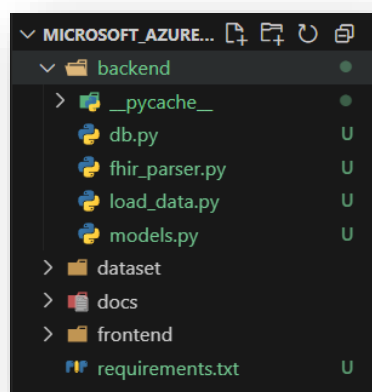 MICROSOFT_AZURE...
backend
__pycache__
db.py U
fhir_parser.py U
load_data.py U
models.py U
dataset
docs
frontend
requirements.txt U